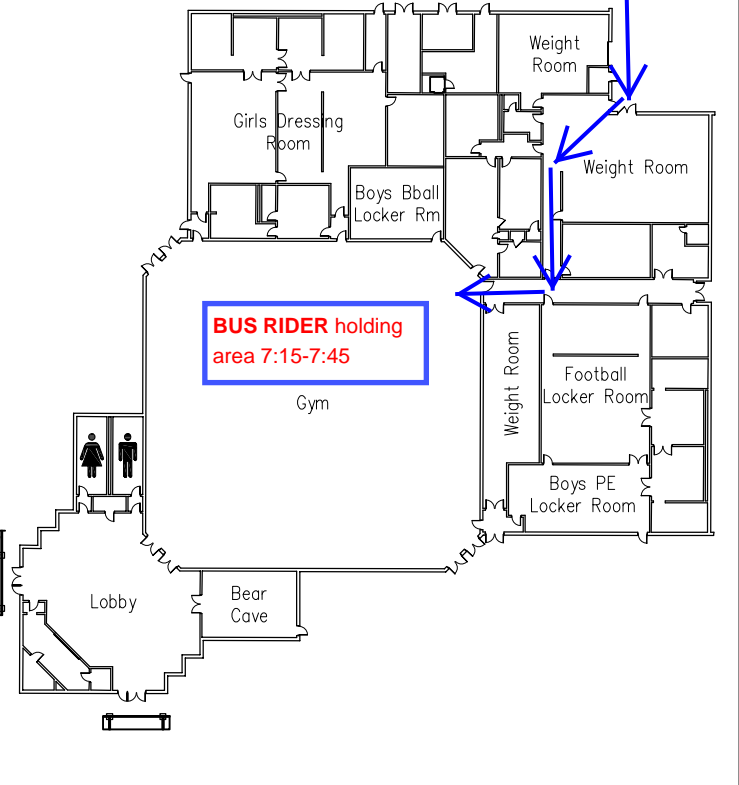 Weight
Room
Girls Dressing
Room
Weight Room
Boys Bball
Locker Rm
BUS RIDER holding
area 7:15-7:45
Gym
Weight Room
Football
Locker Room
Boys PE
Locker Room
Lobby
Bear
Cave